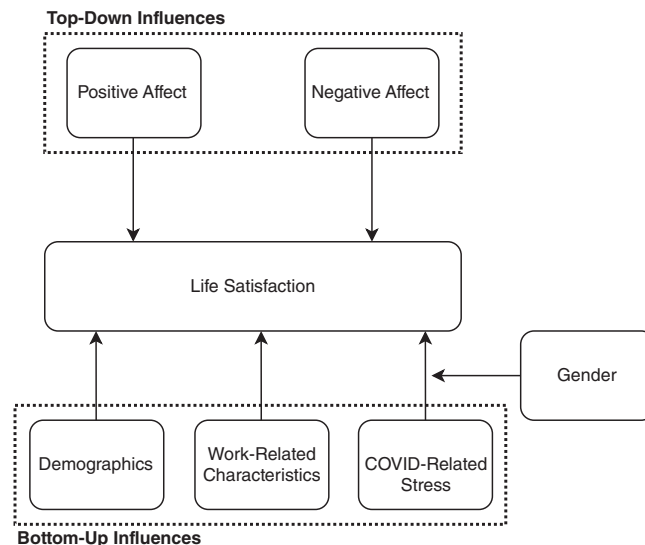 Top-Down Influences
Positive Affect
Negative Affect
Life Satisfaction
Gender
Demographics
Work-Related
Characteristics
COVID-Related
Stress
Bottom-Up Influences